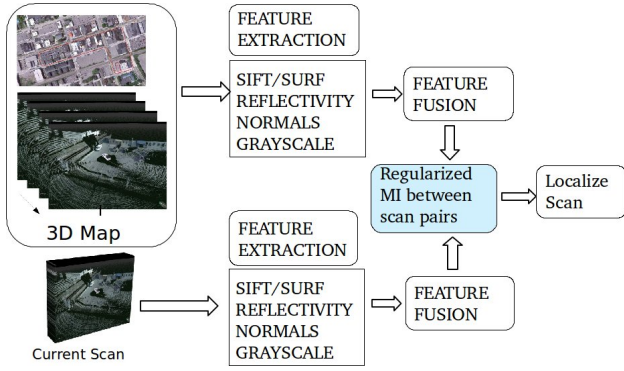 FEATURE
EXTRACTION
SIFT/SURF
REFLECTIVITY
NORMALS
GRAYSCALE
FEATURE
FUSION
3D Map
Regularized
MI between
scan pairs
Localize
Scan
FEATURE
EXTRACTION
SIFT/SURF
REFLECTIVITY
NORMALS
GRAYSCALE
FEATURE
FUSION
Current Scan